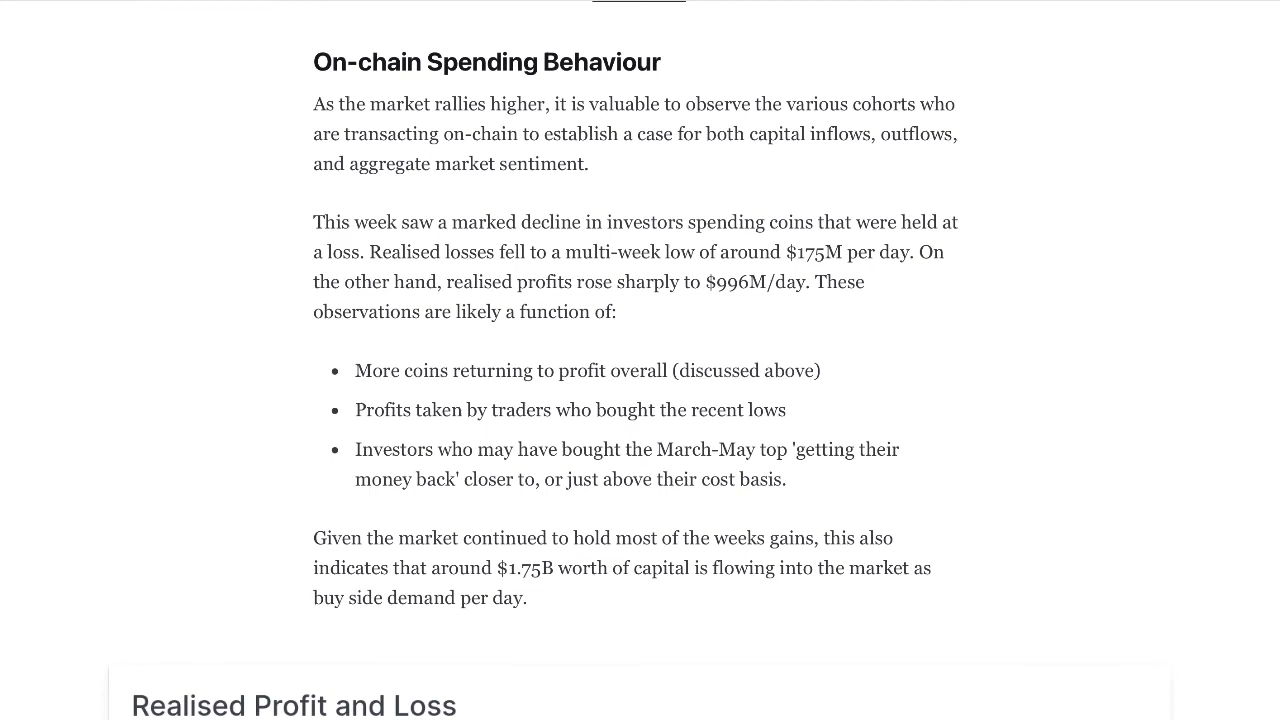 On-chain Spending Behaviour
As the market rallies higher, it is valuable to observe the various cohorts who
are transacting on-chain to establish a case for both capital inflows, outflows,
and aggregate market sentiment.
This week saw a marked decline in investors spending coins that were held at
a loss. Realised losses fell to a multi-week low of around $175M per day. On
the other hand, realised profits rose sharply to $996M/day. These
observations are likely a function of:
• More coins returning to profit overall (discussed above)
• Profits taken by traders who bought the recent lows
• Investors who may have bought the March-May top 'getting their
money back' closer to, or just above their cost basis.
Given the market continued to hold most of the weeks gains, this also
indicates that around $1.75B worth of capital is flowing into the market as
buy side demand per day.
Realised Profit and Loss